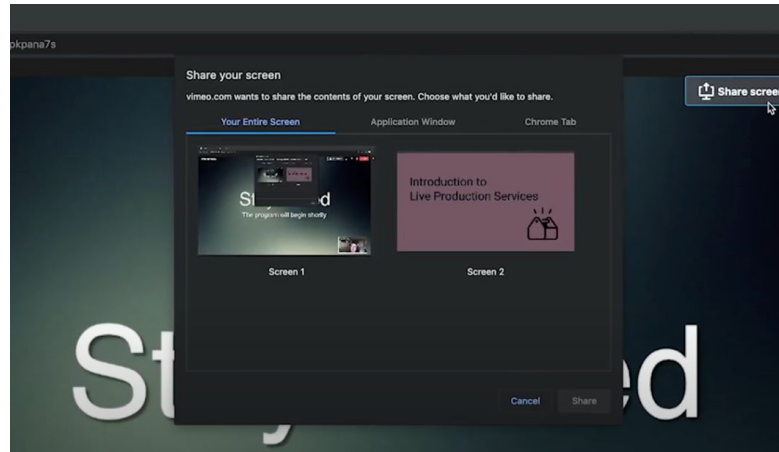 pkpana7s
Share your screen
vimeo.com wants to share the contents of your screen. Choose what you'd like to share.
Your Entire Screen Application Window Chrome Tab
Share scree
The program will begin shortly
Introduction to
Live Production Services
Screen 1 Screen 2
St ed
Cancel Share